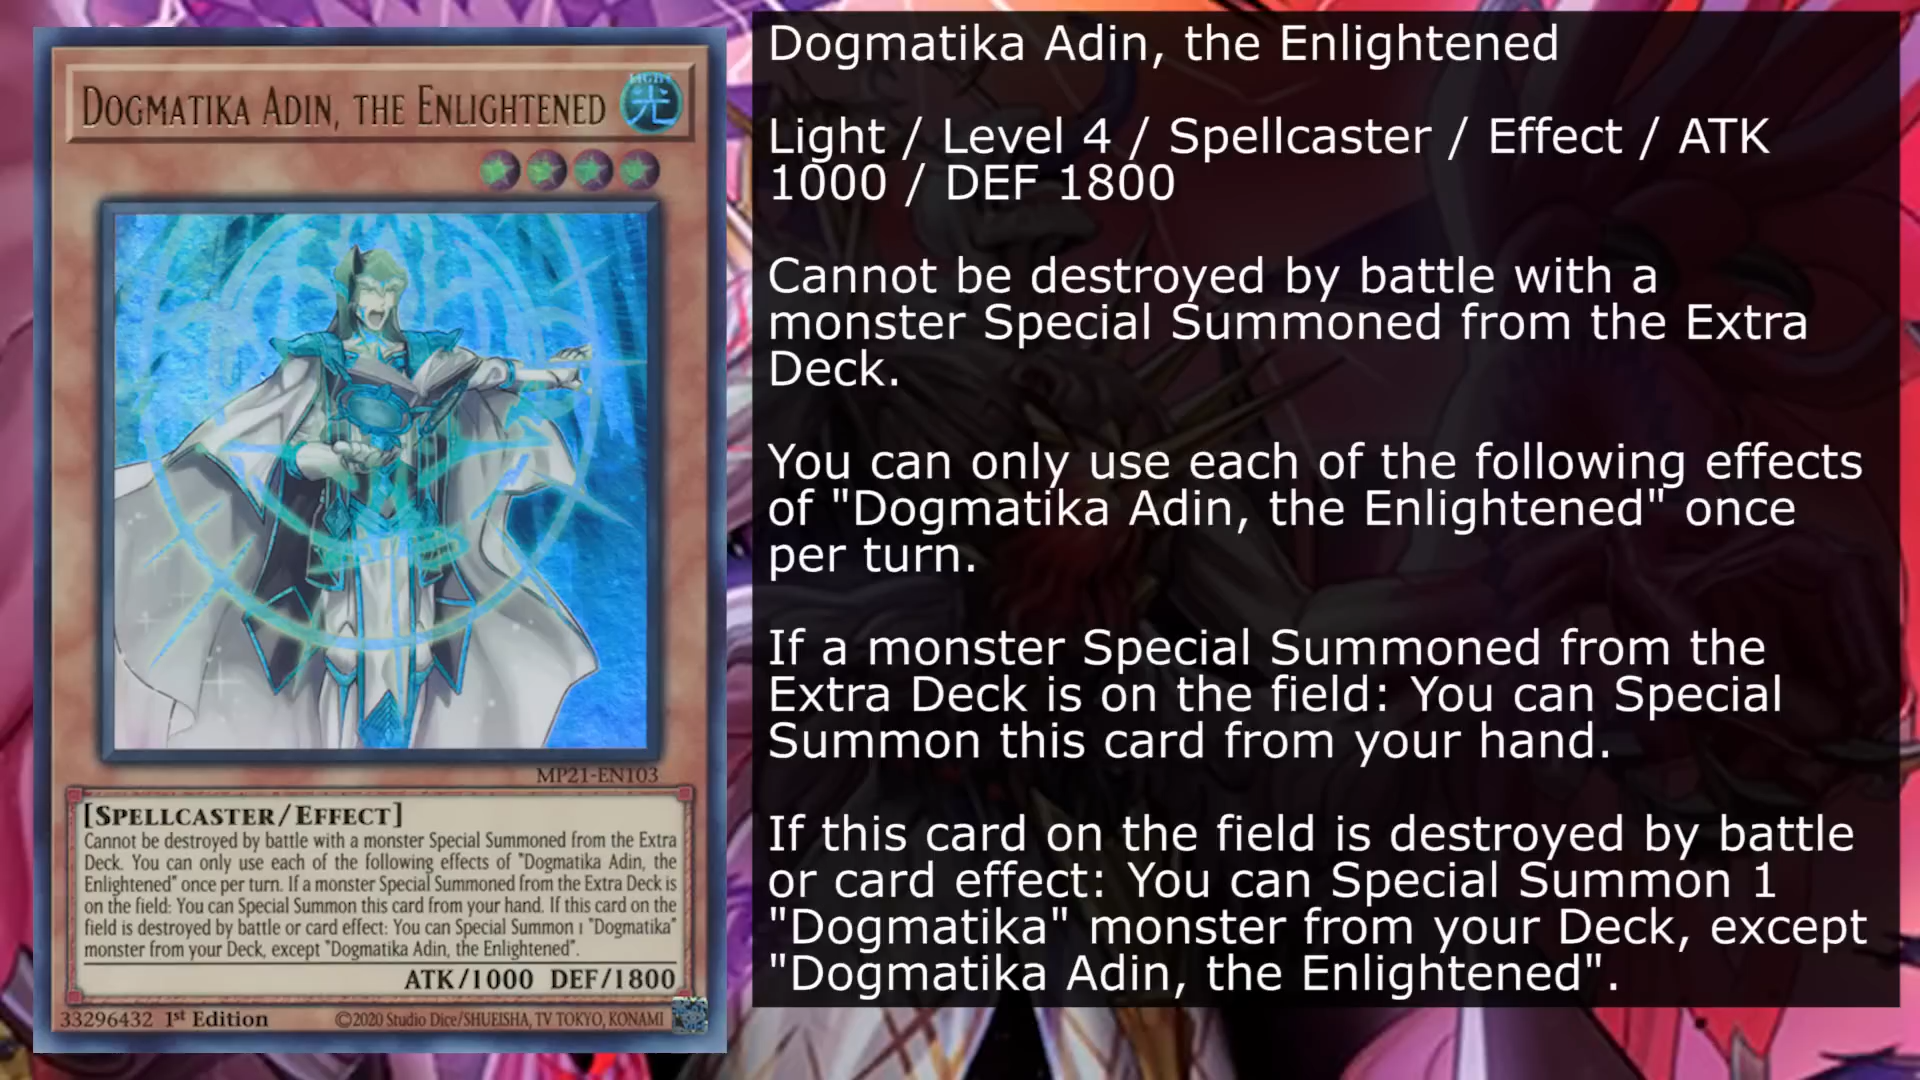 DOGMATIKA ADIN, THE ENLIGHTENED
LIGHT
光
MP21-EN103
[SPELLCASTER/EFFECT]
Cannot be destroyed by battle with a monster Special Summoned from the Extra
Deck. You can only use each of the following effects of "Dogmatika Adin, the
Enlightened" once per turn. If a monster Special Summoned from the Extra Deck is
on the field: You can Special Summon this card from your hand. If this card on the
field is destroyed by battle or card effect: You can Special Summon 1 "Dogmatika"
monster from your Deck, except "Dogmatika Adin, the Enlightened".
ATK/1000 DEF/1800
33296432 1st Edition ©2020 Studio Dice/SHUEISHA, TV TOKYO, KONAMI
Dogmatika Adin, the Enlightened
Light / Level 4 / Spellcaster / Effect / ATK
1000 / DEF 1800
Cannot be destroyed by battle with a
monster Special Summoned from the Extra
Deck.
You can only use each of the following effects
of "Dogmatika Adin, the Enlightened" once
per turn.
If a monster Special Summoned from the
Extra Deck is on the field: You can Special
Summon this card from your hand.
If this card on the field is destroyed by battle
or card effect: You can Special Summon 1
"Dogmatika" monster from your Deck, except
"Dogmatika Adin, the Enlightened".